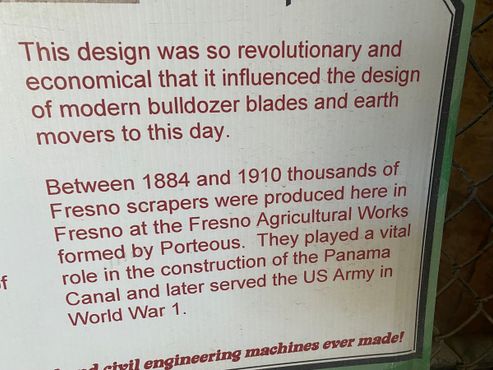 This design was so revolutionary and
economical that it influenced the design
of modern bulldozer blades and earth
movers to this day.
Between 1884 and 1910 thousands of
Fresno scrapers were produced here in
Fresno at the Fresno Agricultural Works
formed by Porteous. They played a vital
role in the construction of the Panama
Canal and later served the US Army in
World War 1.
civil engineering machines ever made!